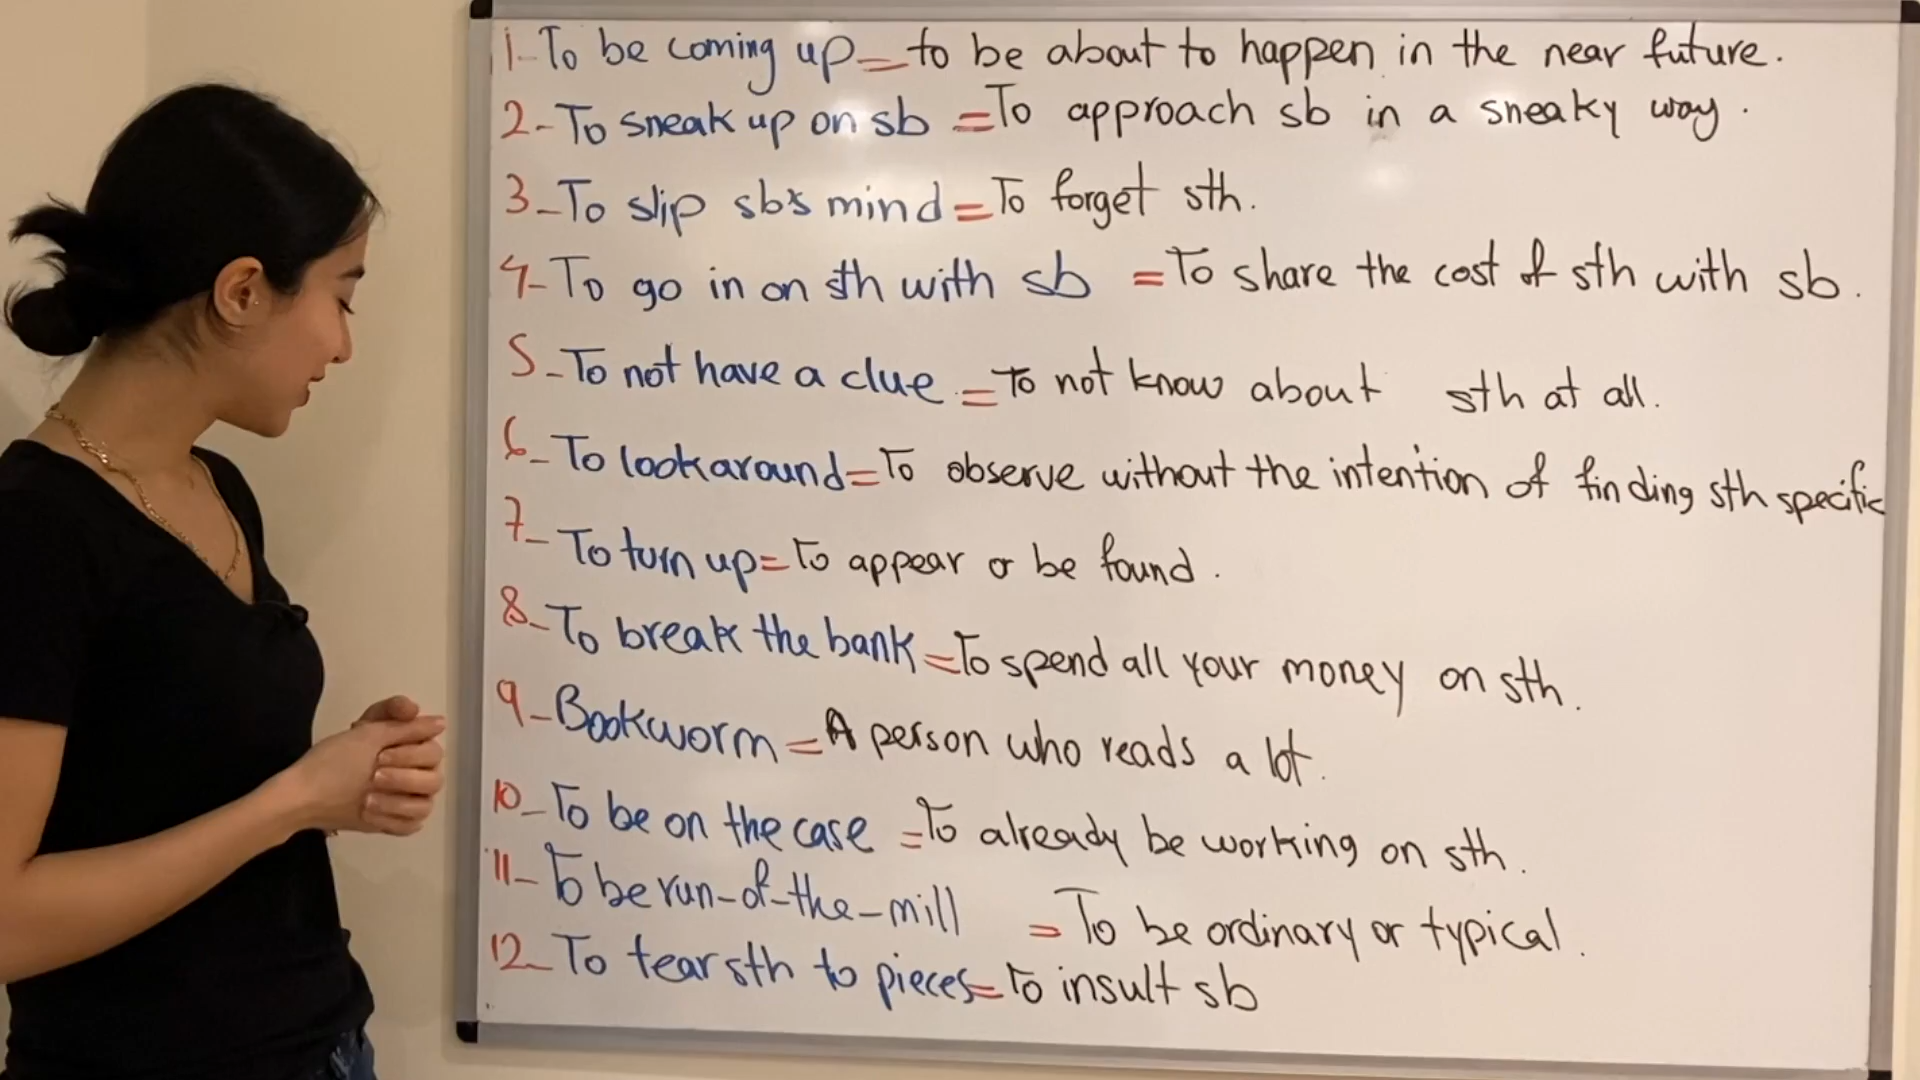 1- To be coming up = to be about to happen in the near future.
2- To sneak up on sb = To approach sb in a sneaky way.
3- To slip sb's mind = To forget sth.
4- To go in on sth with sb = To share the cost of sth with sb.
5- To not have a clue = To not know about sth at all.
6- To look around = To observe without the intention of finding sth specific
7- To turn up = To appear or be found.
8- To break the bank = To spend all your money on sth.
9- Bookworm = A person who reads a lot.
10- To be on the case = To already be working on sth.
11- To be run-of-the-mill = To be ordinary or typical.
12- To tear sth to pieces = To insult sb